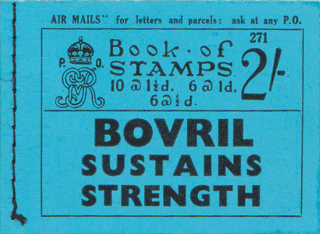 AIR MAILS" for letters and parcels: ask at any P.O.
271
P. O.
Book·of
STAMPS
2/-
10 @ 1½d. 6 @ 1d.
6 @ ½d.
BOVRIL
SUSTAINS
STRENGTH